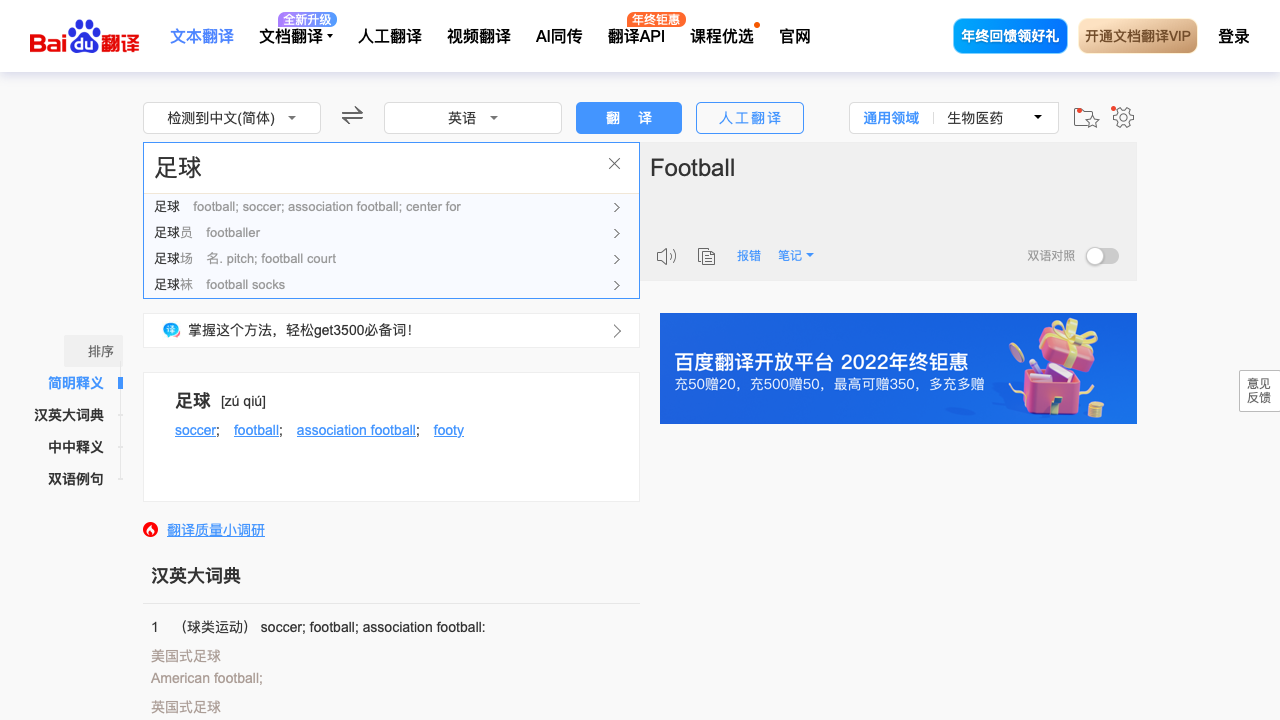 Baidu翻译
文本翻译
全新升级
文档翻译
人工翻译
视频翻译
AI同传
年终钜惠
翻译API
课程优选
官网
年终回馈领好礼
开通文档翻译VIP
登录
检测到中文(简体)
英语
翻 译
人工翻译
通用领域
生物医药
足球
Football
足球 football; soccer; association football; center for
足球员 footballer
足球场 名. pitch; football court
足球袜 football socks
报错
笔记
双语对照
译
掌握这个方法，轻松get3500必备词！
百度翻译开放平台 2022年终钜惠
充50赠20，充500赠50，最高可赠350，多充多赠
排序
简明释义
汉英大词典
中中释义
双语例句
意见
反馈
足球 [zú qiú]
soccer; football; association football; footy
翻译质量小调研
汉英大词典
1 （球类运动） soccer; football; association football:
美国式足球
American football;
英国式足球